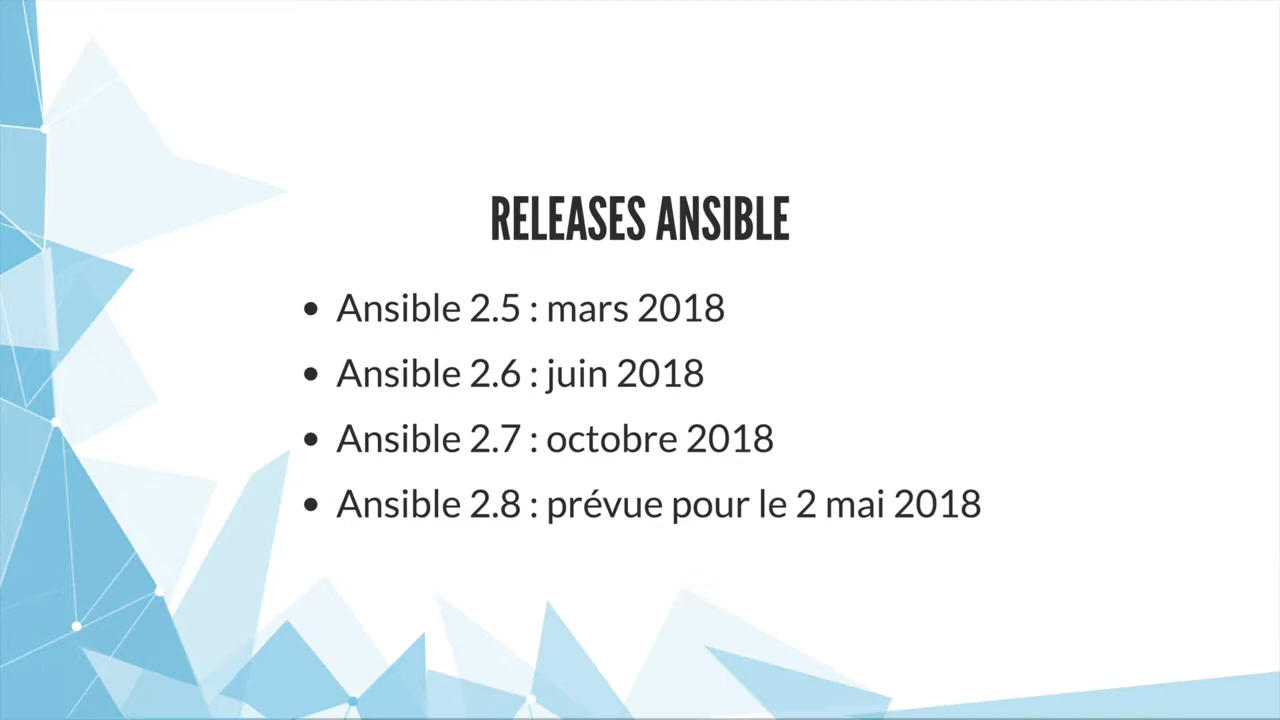 RELEASES ANSIBLE
• Ansible 2.5 : mars 2018
• Ansible 2.6 : juin 2018
• Ansible 2.7 : octobre 2018
• Ansible 2.8 : prévue pour le 2 mai 2018